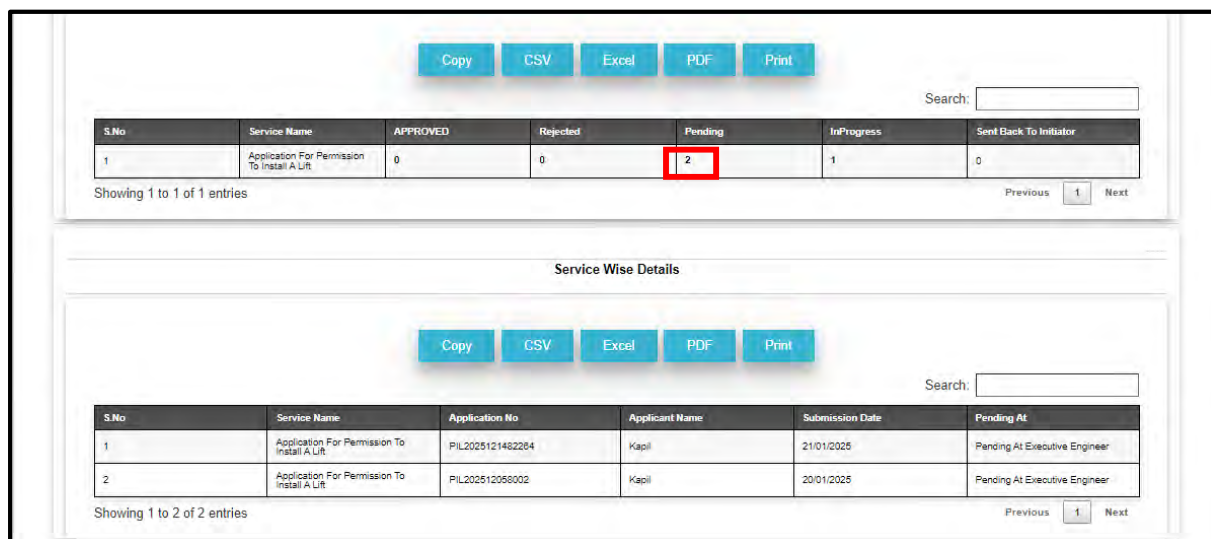 Copy CSV Excel PDF Print
Search:
S.No Service Name APPROVED Rejected Pending InProgress Sent Back To Initiator
1 Application For Permission To Install A Lift 0 0 2 1 0
Showing 1 to 1 of 1 entries Previous 1 Next
Service Wise Details
Copy CSV Excel PDF Print
Search:
S.No Service Name Application No Applicant Name Submission Date Pending At
1 Application For Permission To Install A Lift PIL2025121482264 Kapil 21/01/2025 Pending At Executive Engineer
2 Application For Permission To Install A Lift PIL202512058002 Kapil 20/01/2025 Pending At Executive Engineer
Showing 1 to 2 of 2 entries Previous 1 Next